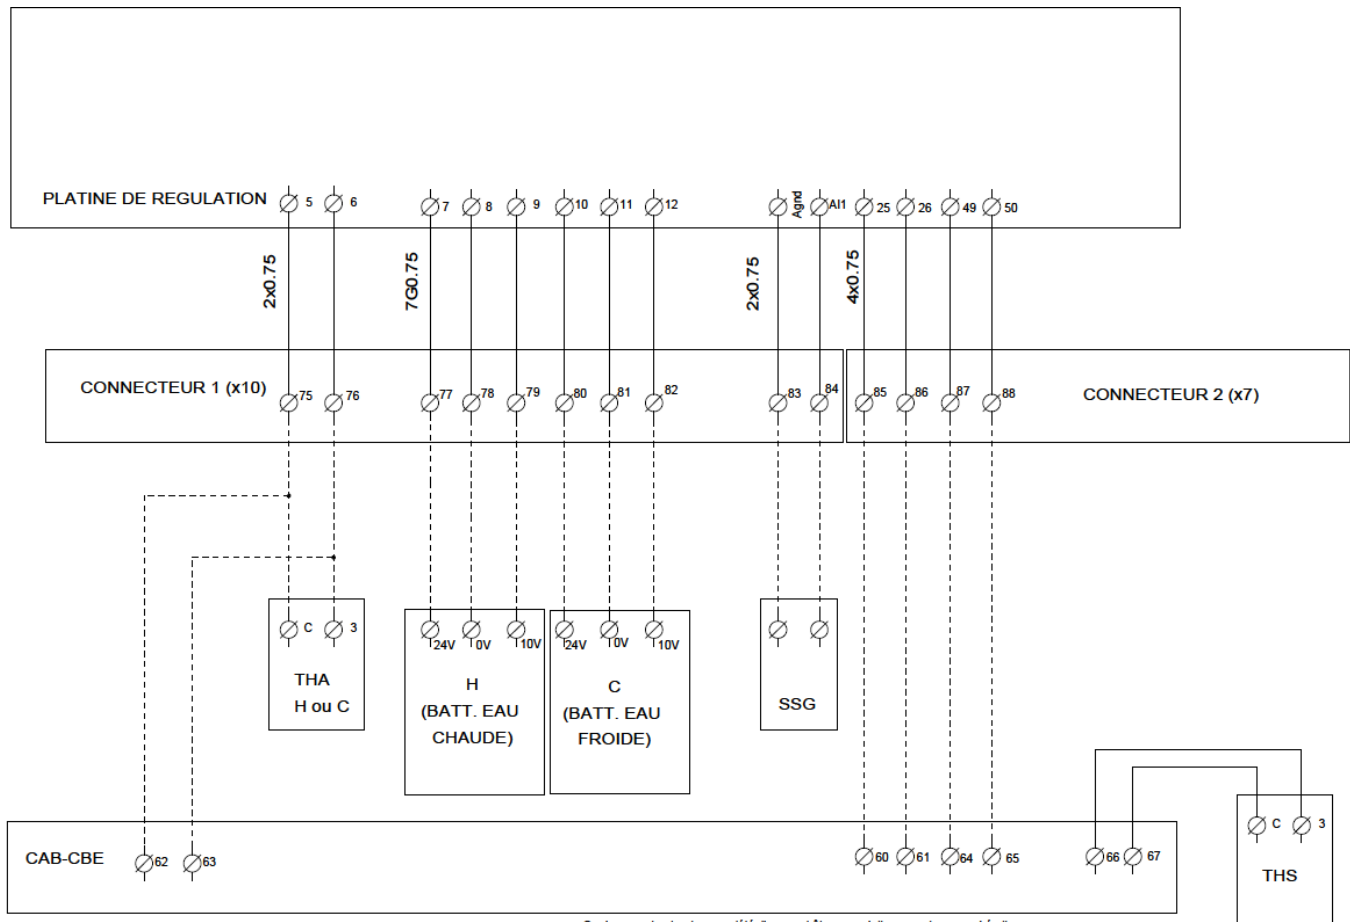 PLATINE DE REGULATION 5 6 7 8 9 10 11 12 Agnd AI1 25 26 49 50
2x0.75 7G0.75 2x0.75 4x0.75
CONNECTEUR 1 (x10) 75 76 77 78 79 80 81 82 83 84 85 86 87 88 CONNECTEUR 2 (x7)
C 3 24V 0V 10V 24V 0V 10V
THA
H ou C
H
(BATT. EAU
CHAUDE)
C
(BATT. EAU
FROIDE)
SSG
C 3
THS
CAB-CBE 62 63 60 61 64 65 66 67